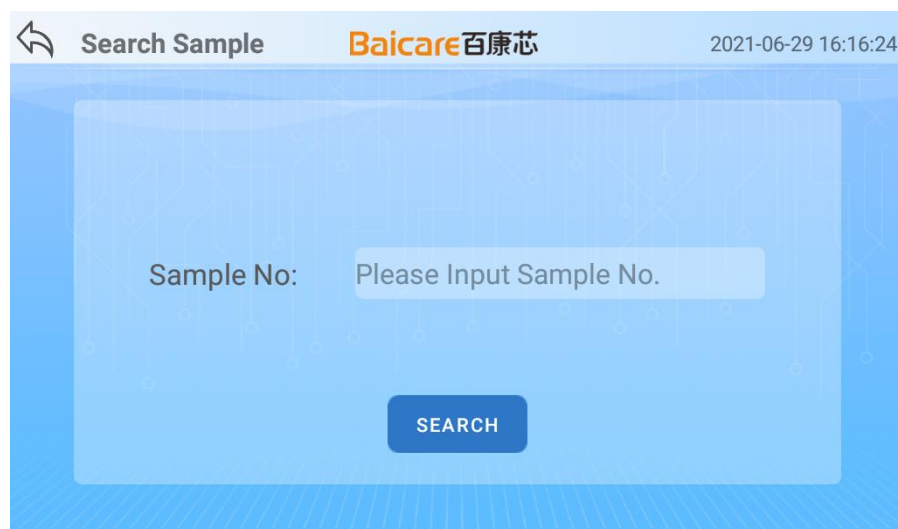 Search Sample Baicare百康芯 2021-06-29 16:16:24
Sample No: Please Input Sample No.
SEARCH